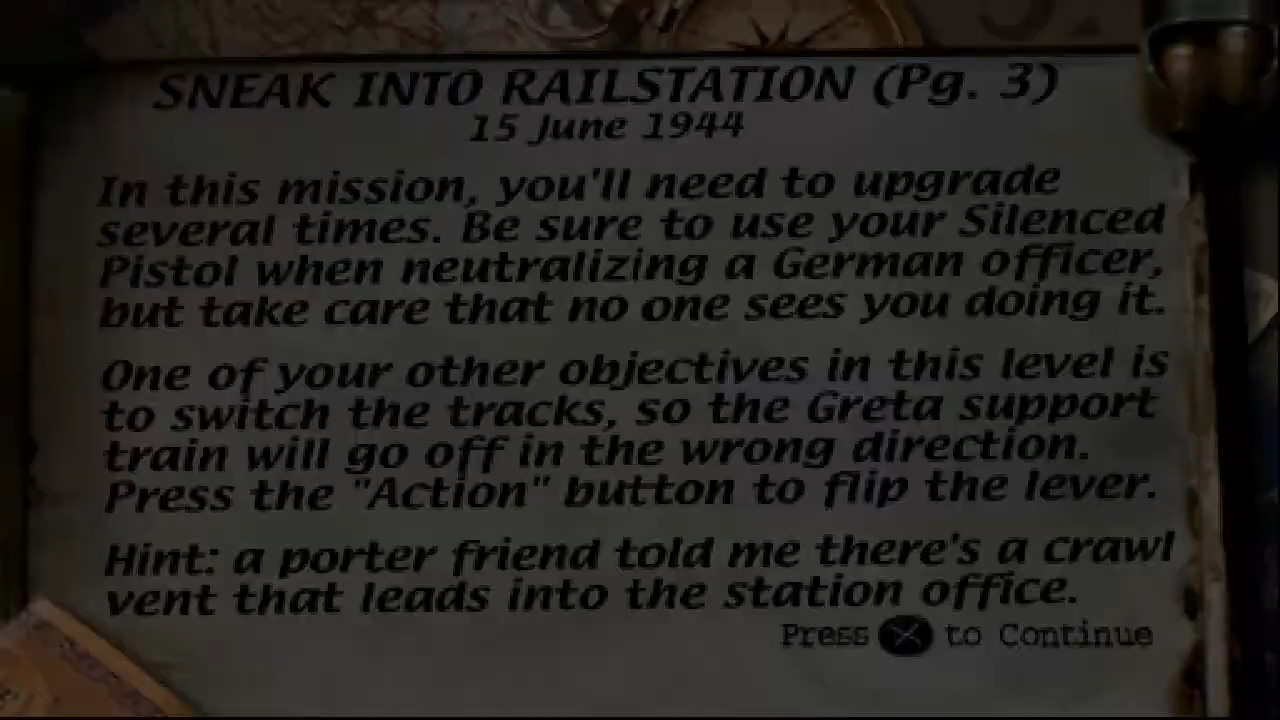 SNEAK INTO RAILSTATION (Pg. 3)
15 June 1944
In this mission, you'll need to upgrade
several times. Be sure to use your Silenced
Pistol when neutralizing a German officer,
but take care that no one sees you doing it.
One of your other objectives in this level is
to switch the tracks, so the Greta support
train will go off in the wrong direction.
Press the "Action" button to flip the lever.
Hint: a porter friend told me there's a crawl
vent that leads into the station office.
Press to Continue